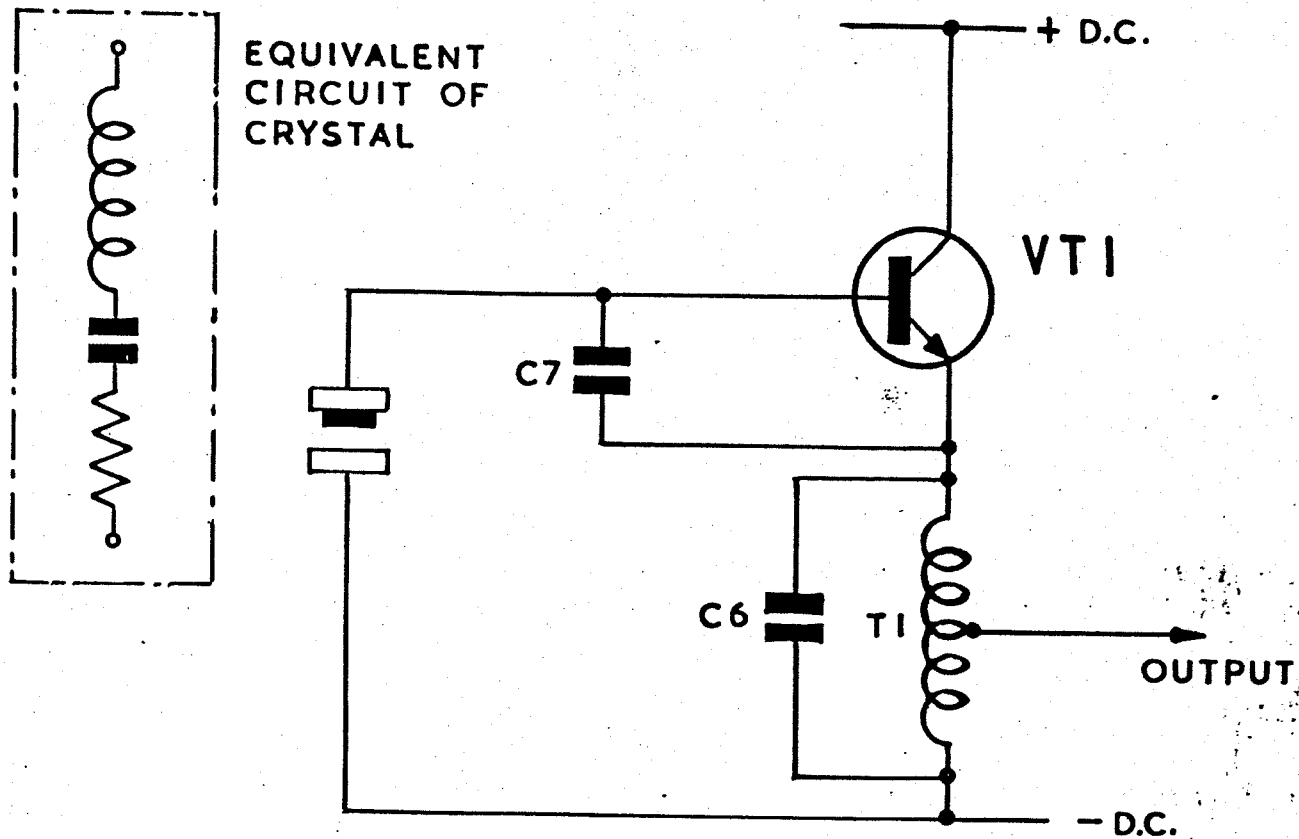 EQUIVALENT
CIRCUIT OF
CRYSTAL
+ D.C.
VT1
C7
C6
T1
OUTPUT
- D.C.